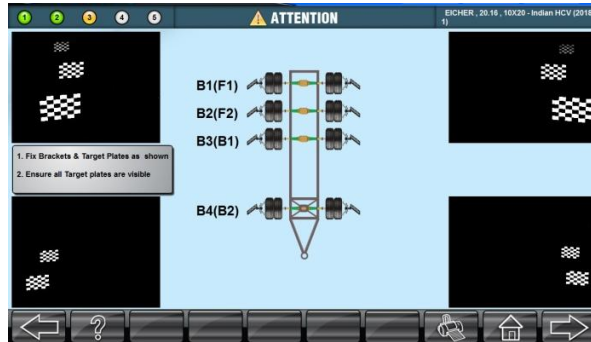 1 2 3 4 5
ATTENTION
EICHER , 20.16 , 10X20 - Indian HCV (2018
1)
B1(F1)
B2(F2)
B3(B1)
1. Fix Brackets & Target Plates as shown
2. Ensure all Target plates are visible
B4(B2)
?